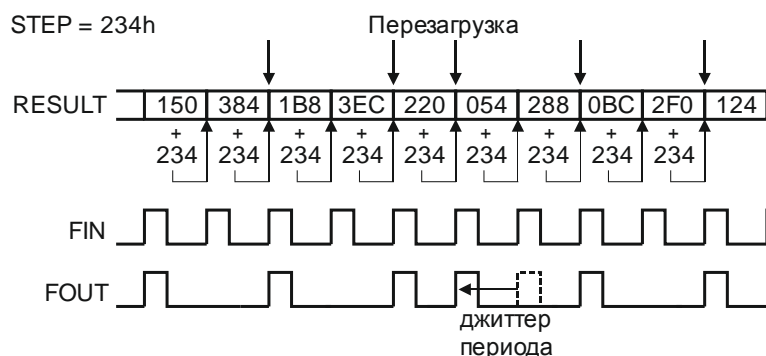 STEP = 234h
Перезагрузка
RESULT 150 384 1B8 3EC 220 054 288 0BC 2F0 124
+ + + + + + + + +
234 234 234 234 234 234 234 234 234
FIN
FOUT
джиттер
периода